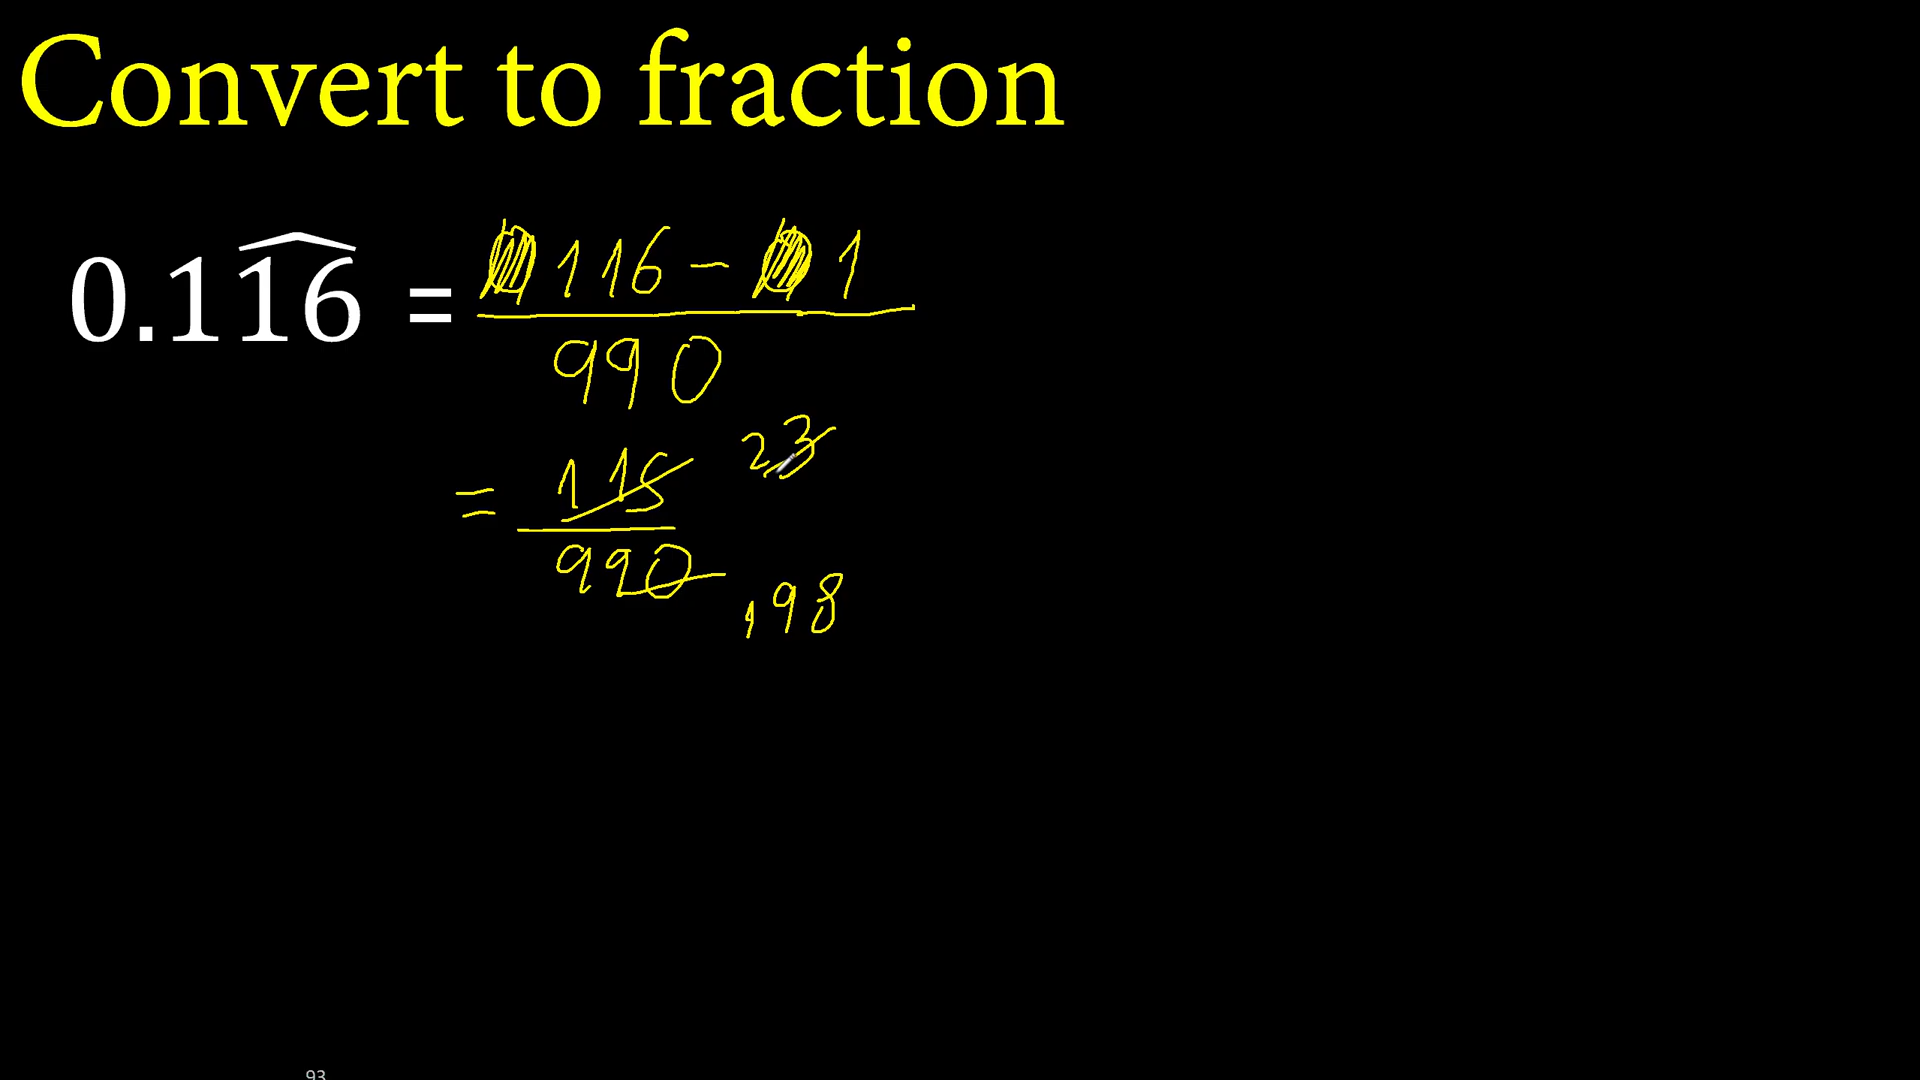 Convert to fraction
0.116 = 116 - 1
990
= 115 23
990 198
93